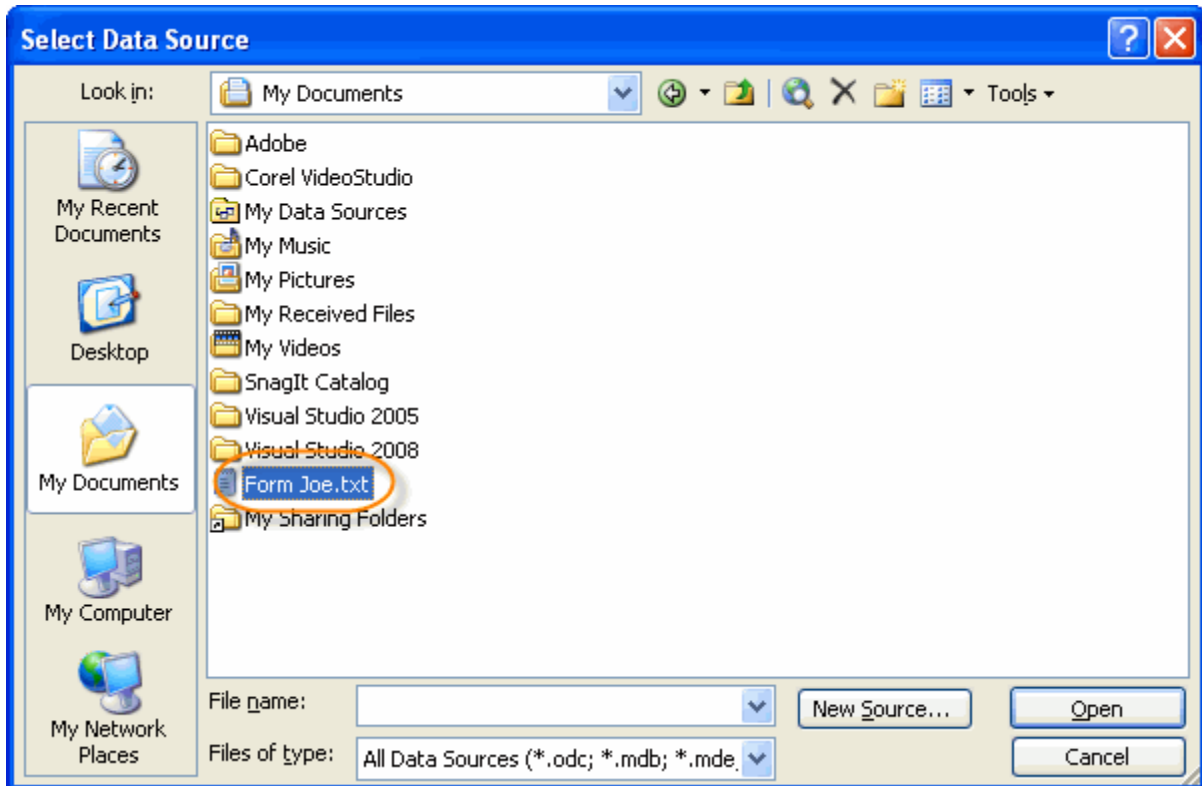 Select Data Source
Look in:
My Documents
Tools
My Recent
Documents
Desktop
My Documents
My Computer
My Network
Places
Adobe
Corel VideoStudio
My Data Sources
My Music
My Pictures
My Received Files
My Videos
SnagIt Catalog
Visual Studio 2005
Visual Studio 2008
Form Joe.txt
My Sharing Folders
File name:
New Source...
Open
Files of type:
All Data Sources (*.odc; *.mdb; *.mde,
Cancel